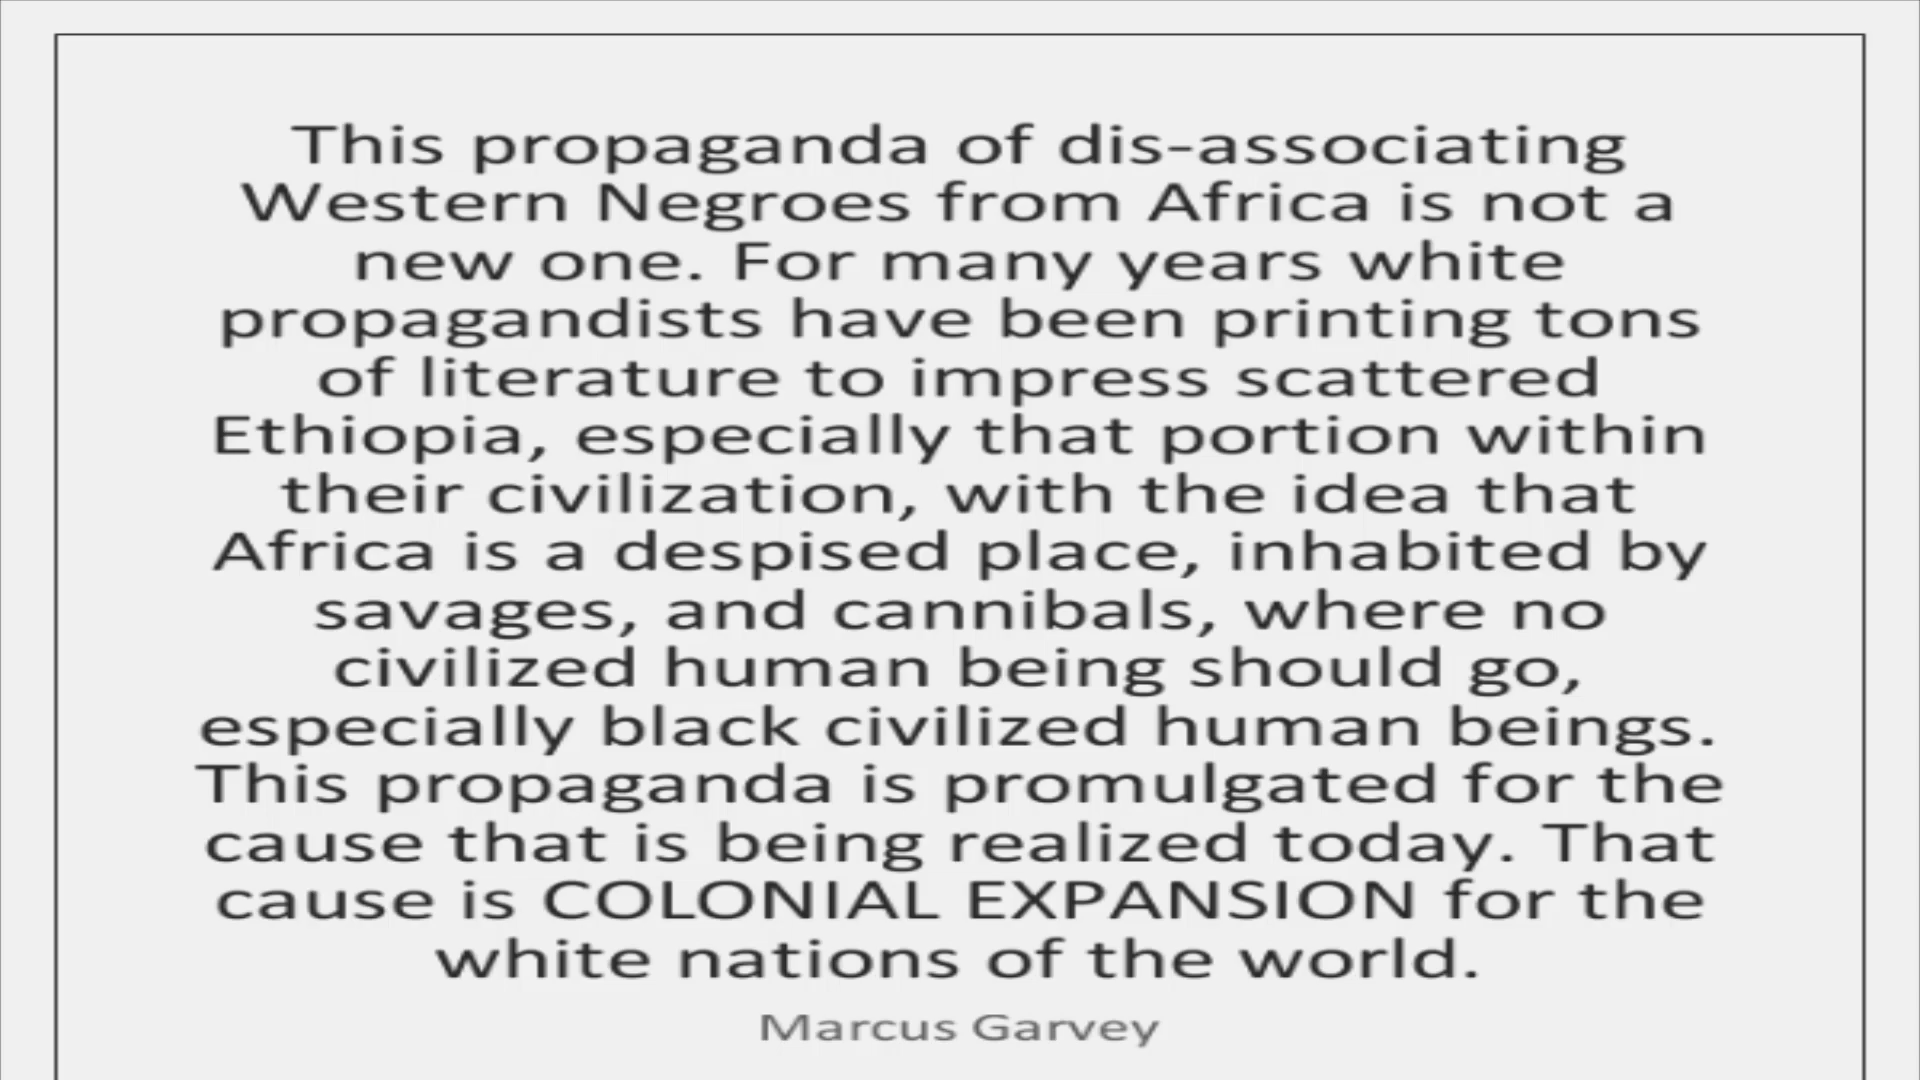 This propaganda of dis-associating
Western Negroes from Africa is not a
new one. For many years white
propagandists have been printing tons
of literature to impress scattered
Ethiopia, especially that portion within
their civilization, with the idea that
Africa is a despised place, inhabited by
savages, and cannibals, where no
civilized human being should go,
especially black civilized human beings.
This propaganda is promulgated for the
cause that is being realized today. That
cause is COLONIAL EXPANSION for the
white nations of the world.
Marcus Garvey